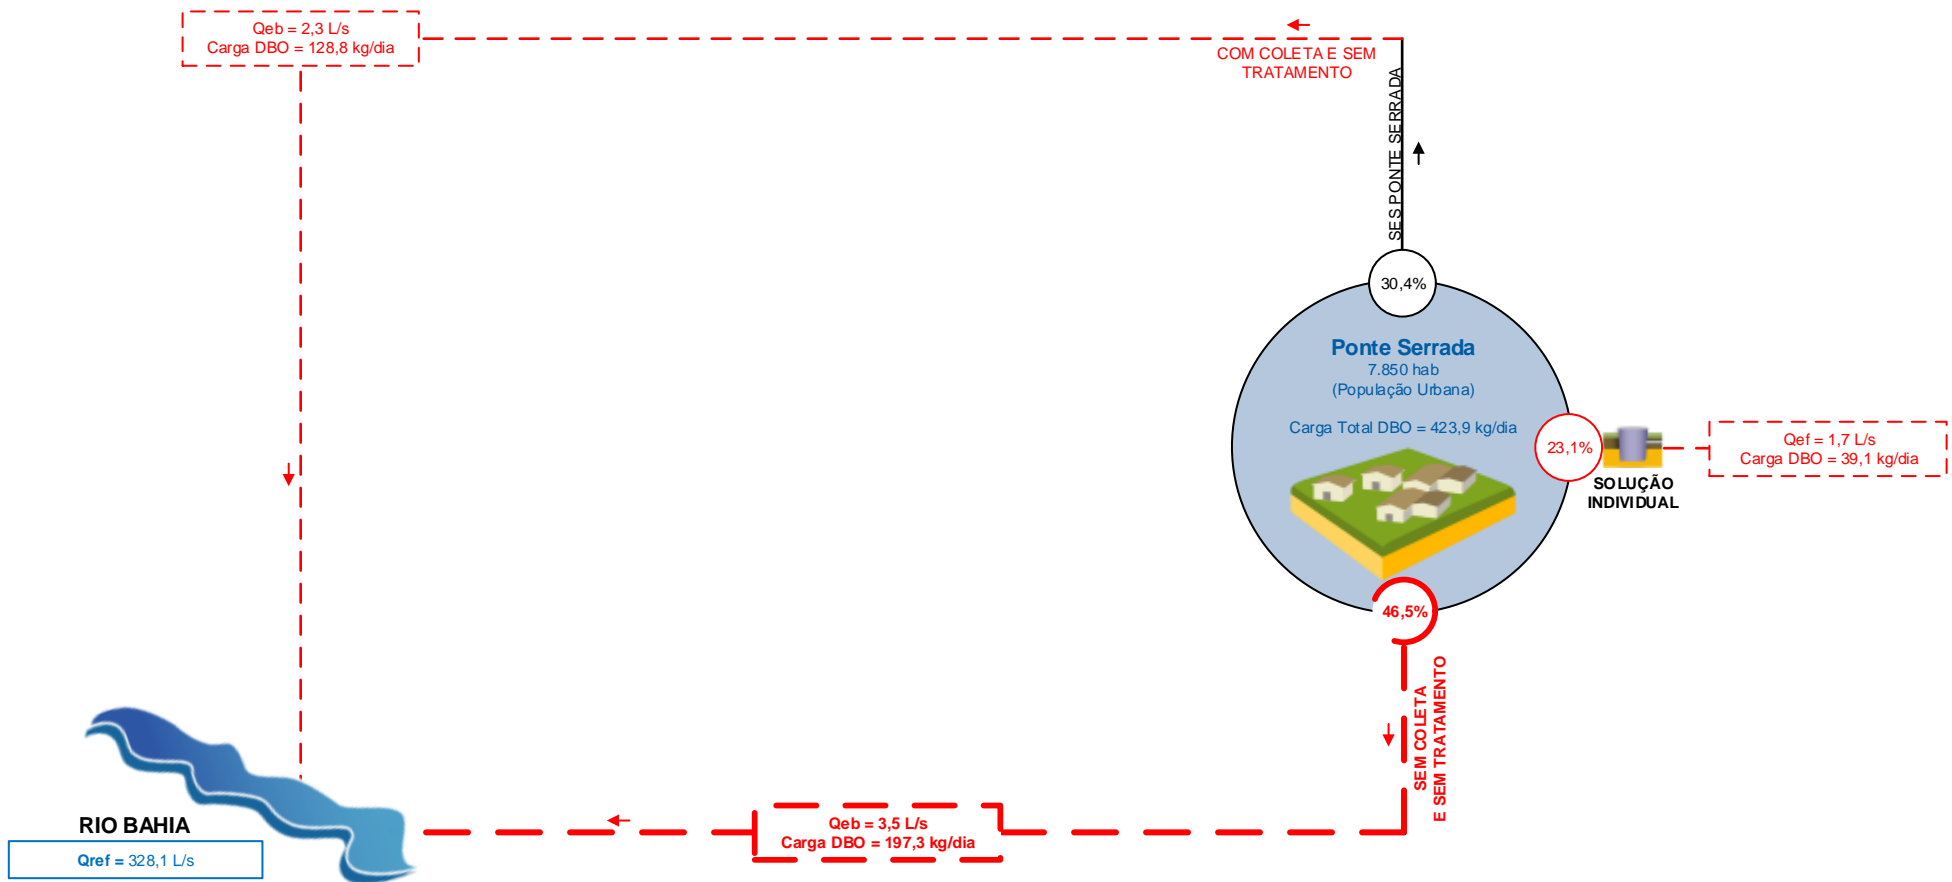 Qeb = 2,3 L/s
Carga DBO = 128,8 kg/dia
COM COLETA E SEM
TRATAMENTO
SES PONTE SERRADA
30,4%
Ponte Serrada
7.850 hab
(População Urbana)
Carga Total DBO = 423,9 kg/dia
23,1%
SOLUÇÃO
INDIVIDUAL
Qef = 1,7 L/s
Carga DBO = 39,1 kg/dia
46,5%
SEM COLETA
E SEM TRATAMENTO
Qeb = 3,5 L/s
Carga DBO = 197,3 kg/dia
RIO BAHIA
Qref = 328,1 L/s